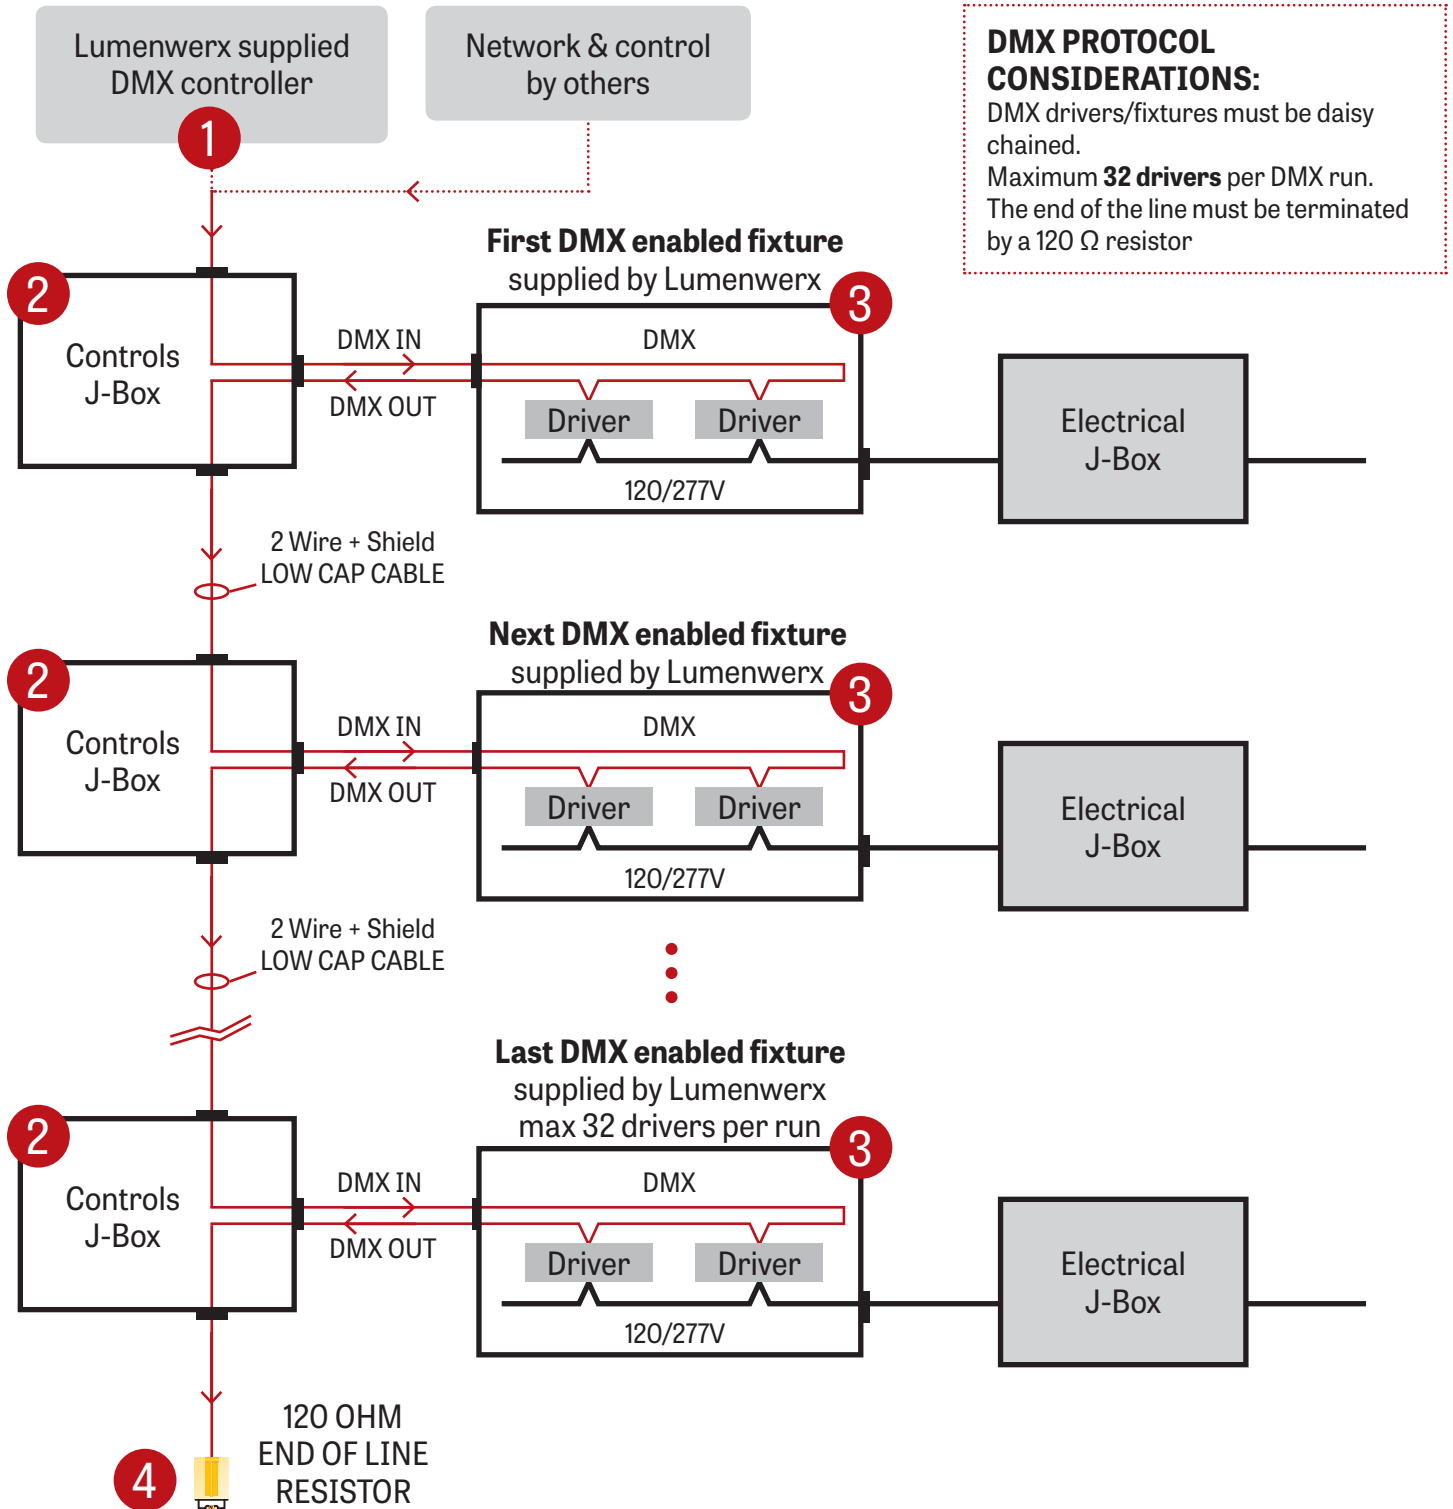 Lumenwerx supplied
DMX controller
1
Network & control
by others
DMX PROTOCOL
CONSIDERATIONS:
DMX drivers/fixtures must be daisy
chained.
Maximum 32 drivers per DMX run.
The end of the line must be terminated
by a 120 Ω resistor
2
Controls
J-Box
DMX IN
DMX OUT
First DMX enabled fixture
supplied by Lumenwerx
3
DMX
Driver
Driver
120/277V
Electrical
J-Box
2 Wire + Shield
LOW CAP CABLE
2
Controls
J-Box
DMX IN
DMX OUT
Next DMX enabled fixture
supplied by Lumenwerx
3
DMX
Driver
Driver
120/277V
Electrical
J-Box
2 Wire + Shield
LOW CAP CABLE
2
Controls
J-Box
DMX IN
DMX OUT
Last DMX enabled fixture
supplied by Lumenwerx
max 32 drivers per run
3
DMX
Driver
Driver
120/277V
Electrical
J-Box
4
120 OHM
END OF LINE
RESISTOR